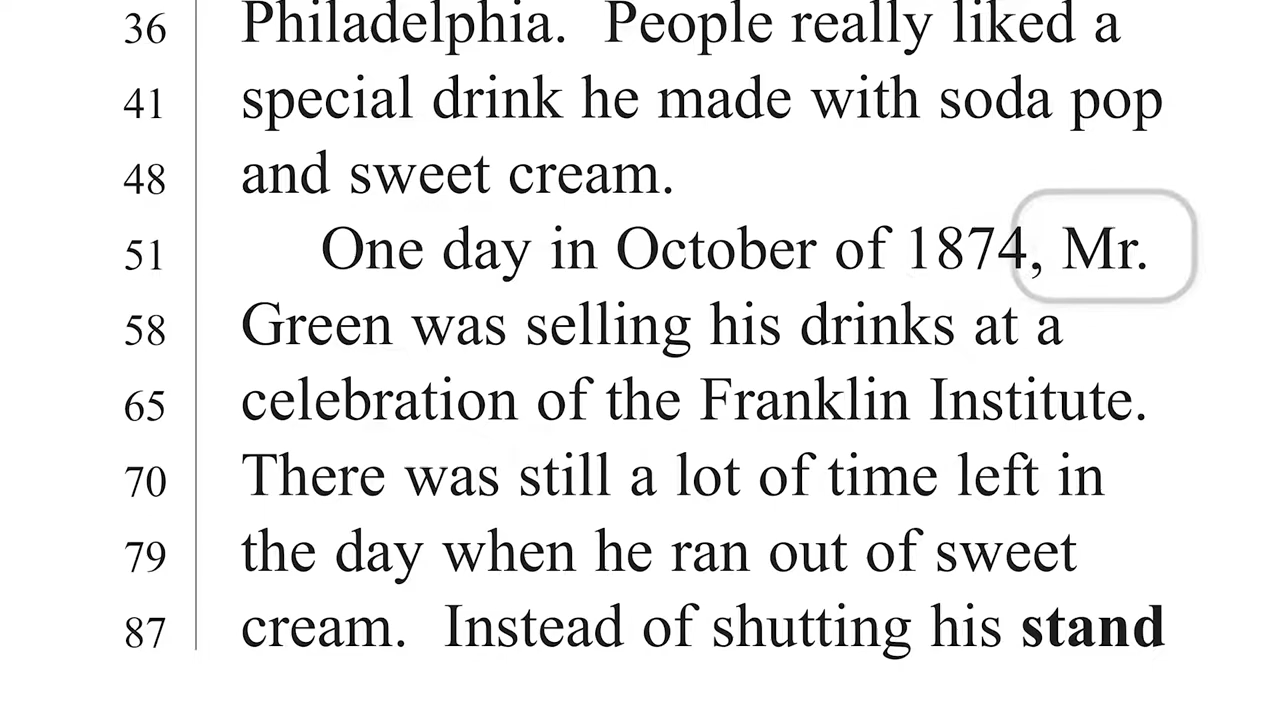 36 Philadelphia.  People really liked a
41 special drink he made with soda pop
48 and sweet cream.
51 One day in October of 1874, Mr.
58 Green was selling his drinks at a
65 celebration of the Franklin Institute.
70 There was still a lot of time left in
79 the day when he ran out of sweet
87 cream.  Instead of shutting his stand